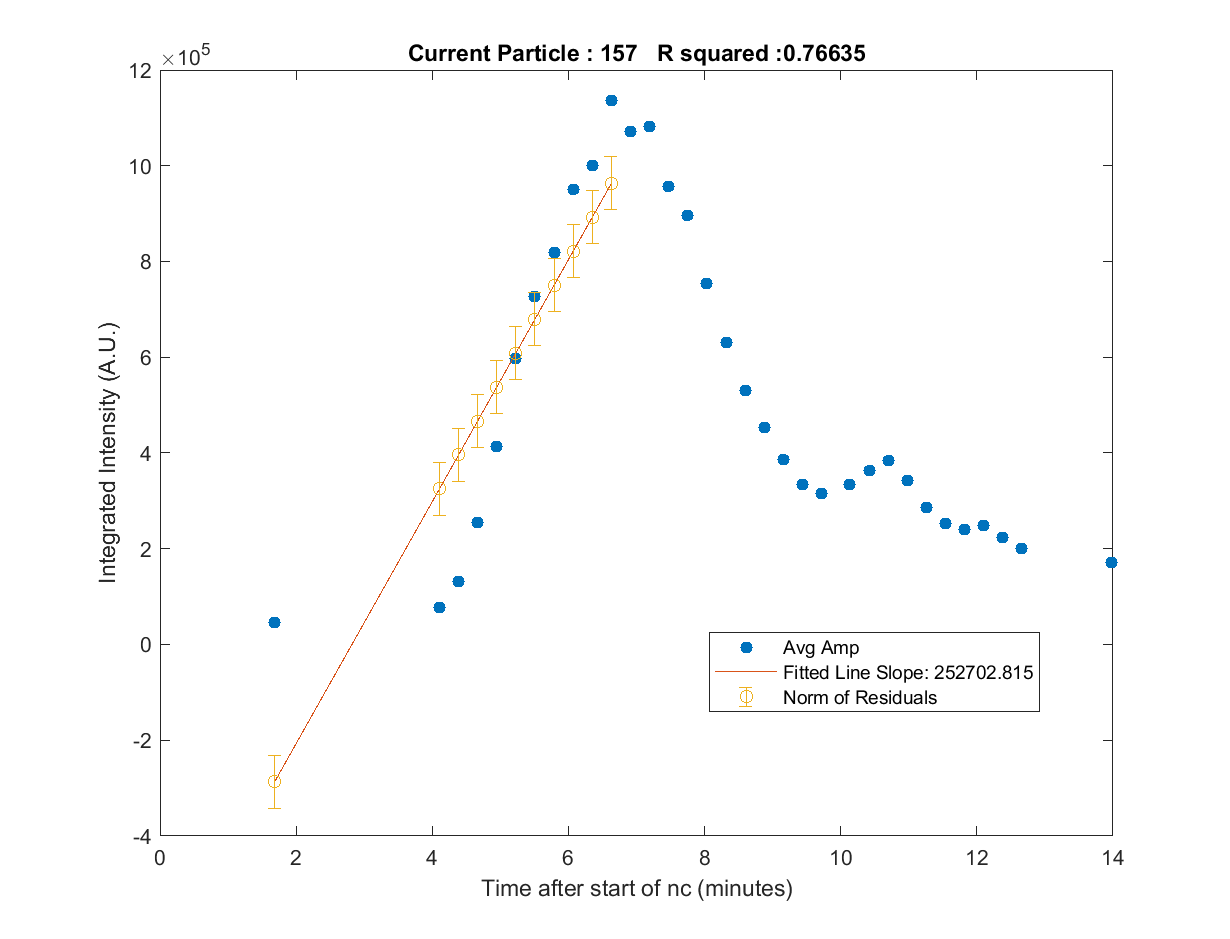 Current Particle : 157 R squared :0.76635
×10^5
12
10
8
6
4
2
0
-2
-4
Integrated Intensity (A.U.)
0 2 4 6 8 10 12 14
Time after start of nc (minutes)
Avg Amp
Fitted Line Slope: 252702.815
Norm of Residuals